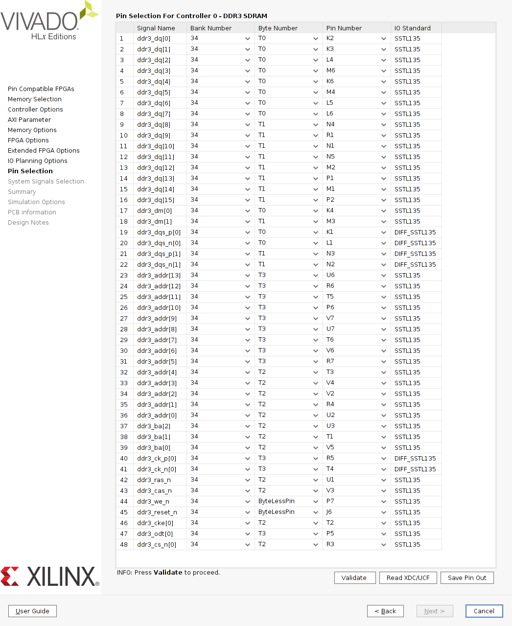 VIVADO
HLx Editions
Pin Compatible FPGAs
Memory Selection
Controller Options
AXI Parameter
Memory Options
FPGA Options
Extended FPGA Options
IO Planning Options
Pin Selection
System Signals Selection
Summary
Simulation Options
PCB Information
Design Notes
XILINX
Pin Selection For Controller 0 - DDR3 SDRAM
Signal Name Bank Number Byte Number Pin Number IO Standard
1 ddr3_dq[0] 34 T0 K2 SSTL135
2 ddr3_dq[1] 34 T0 K3 SSTL135
3 ddr3_dq[2] 34 T0 L4 SSTL135
4 ddr3_dq[3] 34 T0 M6 SSTL135
5 ddr3_dq[4] 34 T0 K6 SSTL135
6 ddr3_dq[5] 34 T0 M4 SSTL135
7 ddr3_dq[6] 34 T0 L5 SSTL135
8 ddr3_dq[7] 34 T0 L6 SSTL135
9 ddr3_dq[8] 34 T1 N4 SSTL135
10 ddr3_dq[9] 34 T1 R1 SSTL135
11 ddr3_dq[10] 34 T1 N1 SSTL135
12 ddr3_dq[11] 34 T1 N5 SSTL135
13 ddr3_dq[12] 34 T1 M2 SSTL135
14 ddr3_dq[13] 34 T1 P1 SSTL135
15 ddr3_dq[14] 34 T1 M1 SSTL135
16 ddr3_dq[15] 34 T1 P2 SSTL135
17 ddr3_dm[0] 34 T0 K4 SSTL135
18 ddr3_dm[1] 34 T1 M3 SSTL135
19 ddr3_dqs_p[0] 34 T0 K1 DIFF_SSTL135
20 ddr3_dqs_n[0] 34 T0 L1 DIFF_SSTL135
21 ddr3_dqs_p[1] 34 T1 N3 DIFF_SSTL135
22 ddr3_dqs_n[1] 34 T1 N2 DIFF_SSTL135
23 ddr3_addr[13] 34 T3 U6 SSTL135
24 ddr3_addr[12] 34 T3 R6 SSTL135
25 ddr3_addr[11] 34 T3 T5 SSTL135
26 ddr3_addr[10] 34 T3 P6 SSTL135
27 ddr3_addr[9] 34 T3 V7 SSTL135
28 ddr3_addr[8] 34 T3 U7 SSTL135
29 ddr3_addr[7] 34 T3 T6 SSTL135
30 ddr3_addr[6] 34 T3 V6 SSTL135
31 ddr3_addr[5] 34 T3 R7 SSTL135
32 ddr3_addr[4] 34 T2 T3 SSTL135
33 ddr3_addr[3] 34 T2 V4 SSTL135
34 ddr3_addr[2] 34 T2 V2 SSTL135
35 ddr3_addr[1] 34 T2 R4 SSTL135
36 ddr3_addr[0] 34 T2 U2 SSTL135
37 ddr3_ba[2] 34 T2 U3 SSTL135
38 ddr3_ba[1] 34 T2 T1 SSTL135
39 ddr3_ba[0] 34 T2 V5 SSTL135
40 ddr3_ck_p[0] 34 T3 R5 DIFF_SSTL135
41 ddr3_ck_n[0] 34 T3 T4 DIFF_SSTL135
42 ddr3_ras_n 34 T2 U1 SSTL135
43 ddr3_cas_n 34 T2 V3 SSTL135
44 ddr3_we_n 34 ByteLessPin P7 SSTL135
45 ddr3_reset_n 34 ByteLessPin J6 SSTL135
46 ddr3_cke[0] 34 T2 T2 SSTL135
47 ddr3_odt[0] 34 T3 P5 SSTL135
48 ddr3_cs_n[0] 34 T2 R3 SSTL135
INFO: Press Validate to proceed.
Validate Read XDC/UCF Save Pin Out
User Guide < Back Next > Cancel